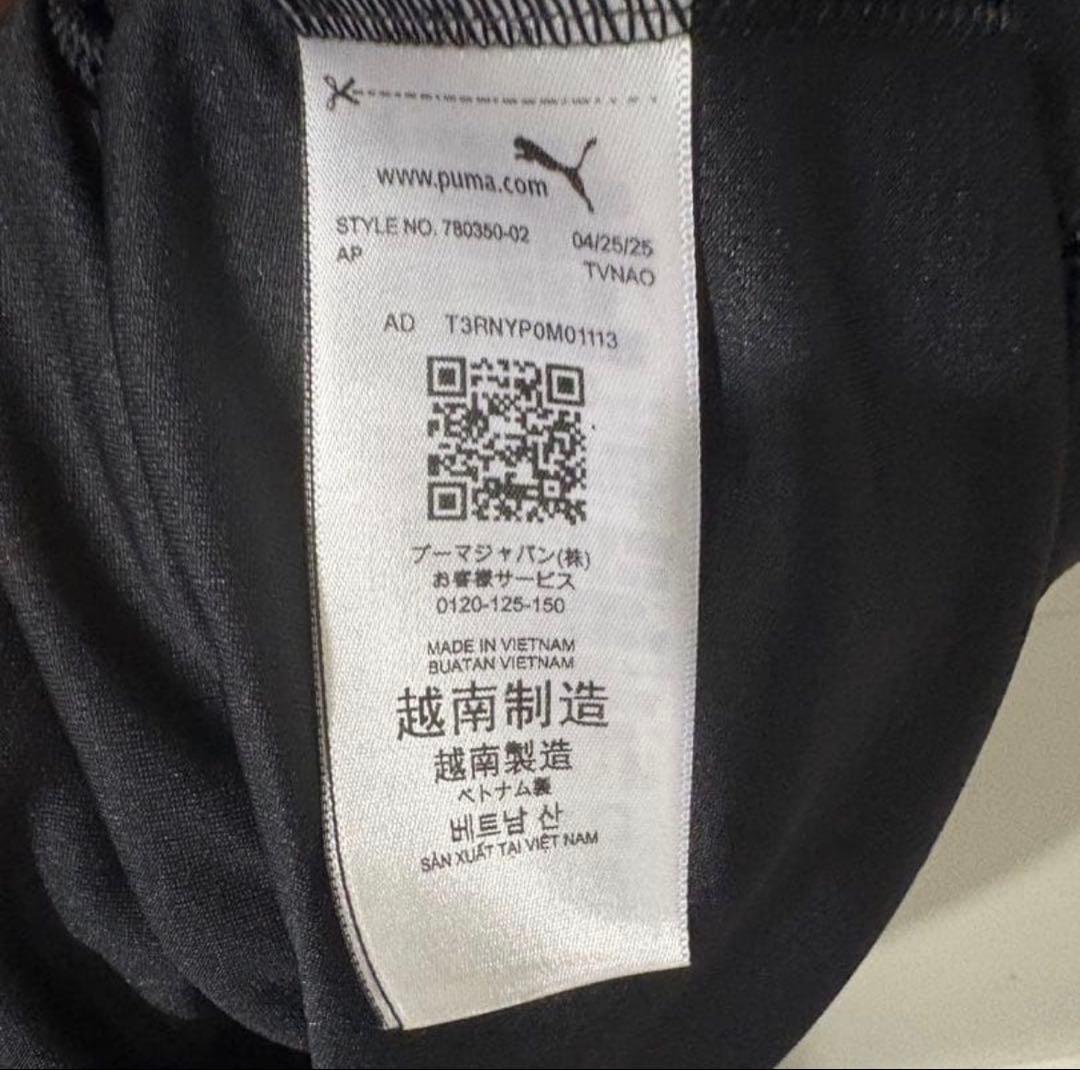 www.puma.com
STYLE NO. 780350-02 04/25/25
AP TVNAO
AD T3RNYP0M01113
プーマジャパン(株)
お客様サービス
0120-125-150
MADE IN VIETNAM
BUATAN VIETNAM
越南制造
越南製造
ベトナム製
베트남 산
SẢN XUẤT TẠI VIỆT NAM